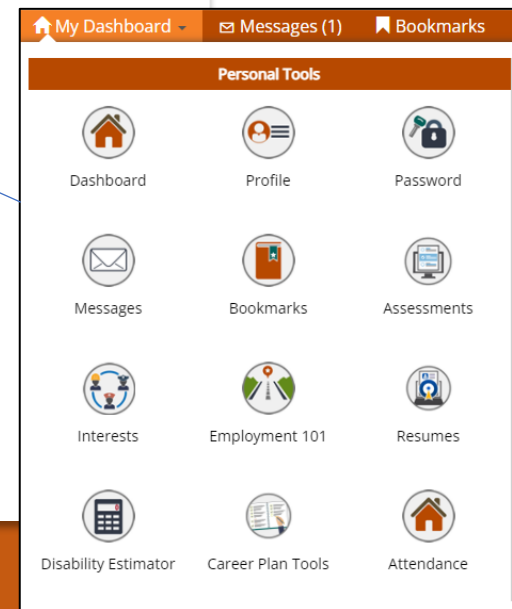 My Dashboard Messages (1) Bookmarks
Personal Tools
Dashboard Profile Password
Messages Bookmarks Assessments
Interests Employment 101 Resumes
Disability Estimator Career Plan Tools Attendance